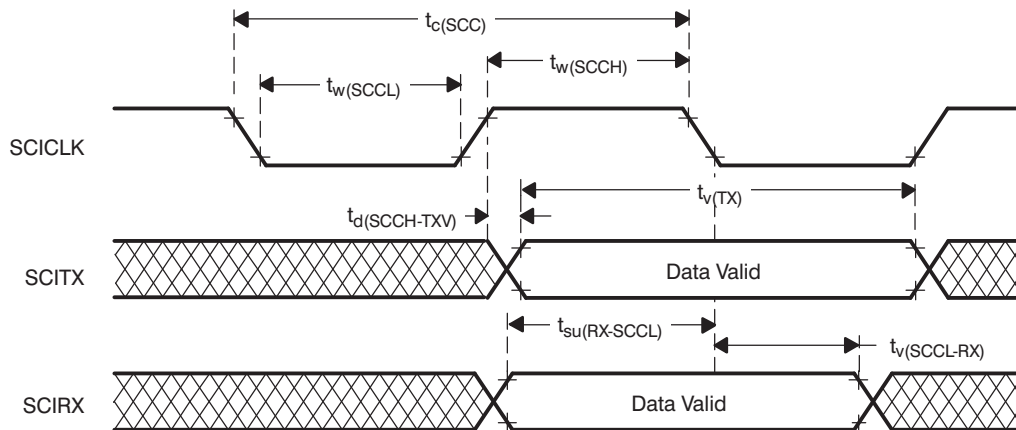 tc(SCC)
tw(SCCH)
tw(SCCL)
SCICLK
tv(TX)
td(SCCH-TXV)
SCITX
Data Valid
tsu(RX-SCCL)
tv(SCCL-RX)
SCIRX
Data Valid